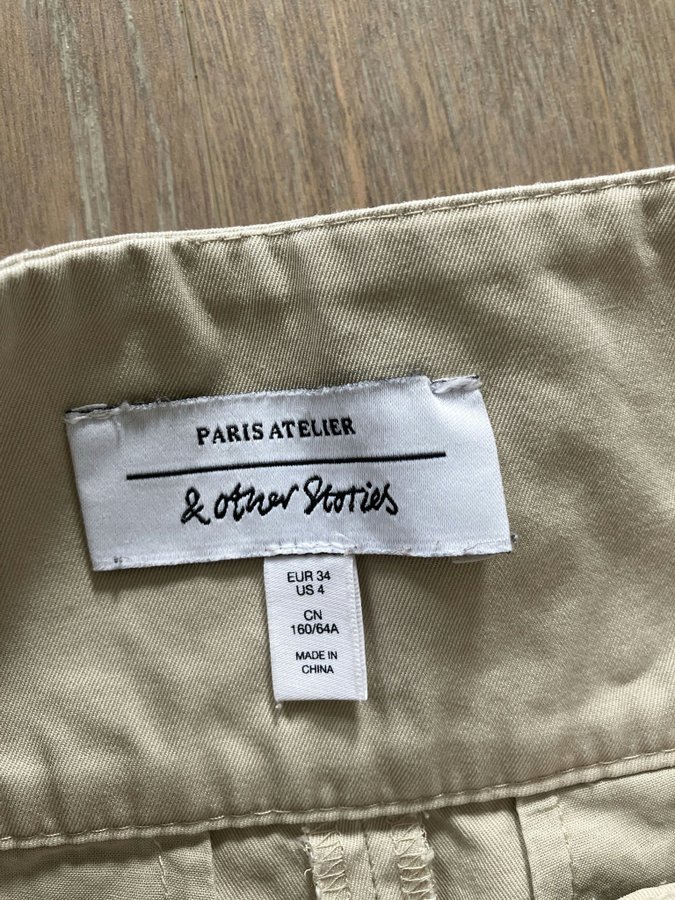 PARIS ATELIER
& other Stories
EUR 34
US 4
CN
160/64A
MADE IN
CHINA